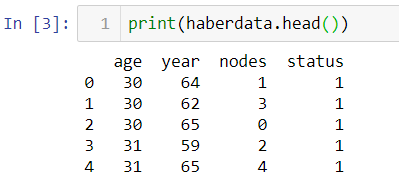 In [3]: 1 print(haberdata.head())
age year nodes status
0 30 64 1 1
1 30 62 3 1
2 30 65 0 1
3 31 59 2 1
4 31 65 4 1